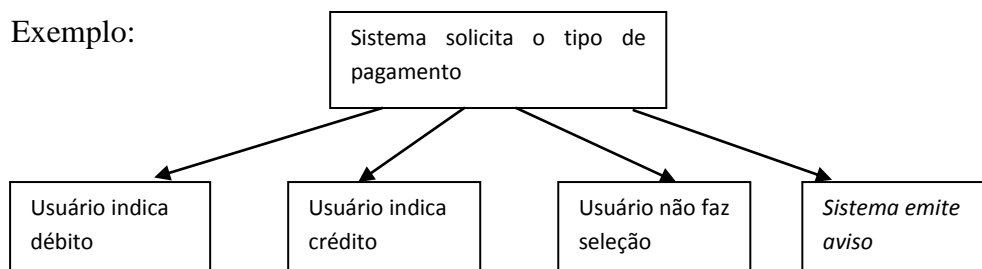 Exemplo:
Sistema solicita o tipo de
pagamento
Usuário indica
débito
Usuário indica
crédito
Usuário não faz
seleção
Sistema emite
aviso